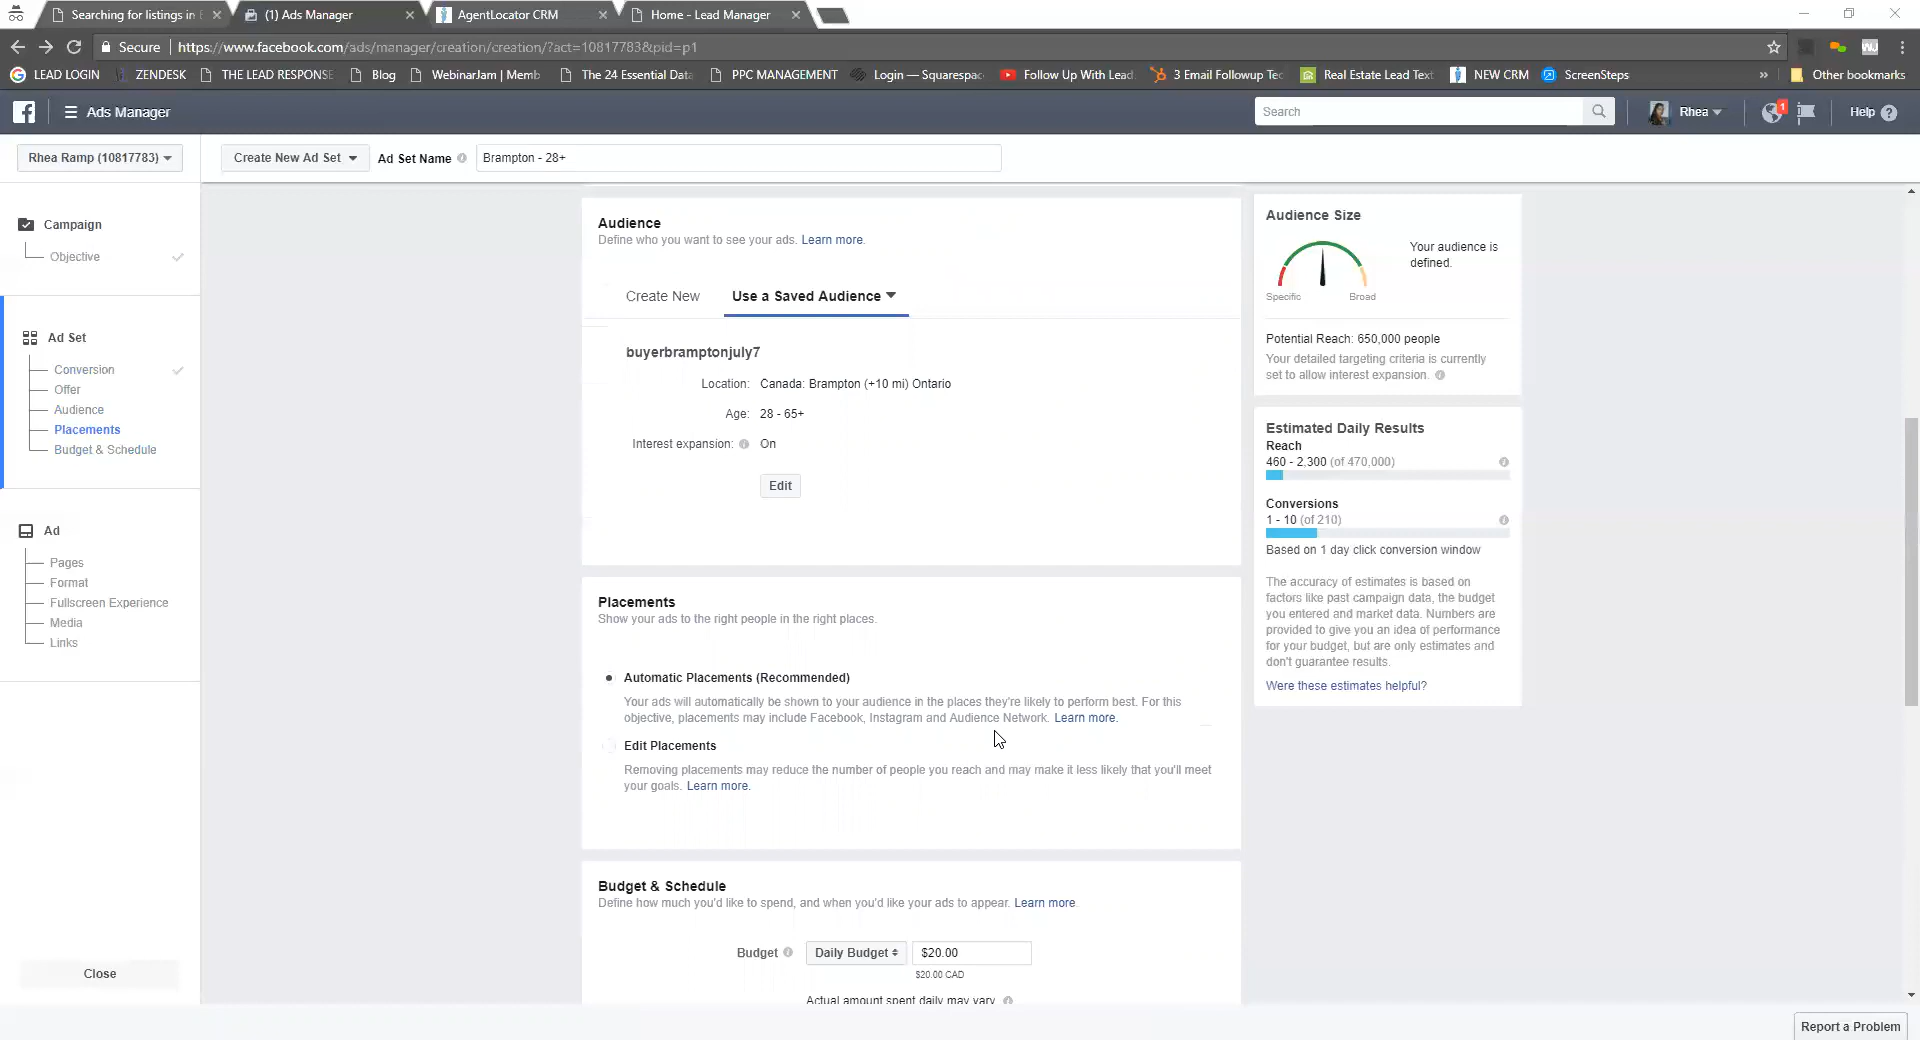 Searching for listings in
(1) Ads Manager
AgentLocator CRM
Home - Lead Manager
Secure
https://www.facebook.com/ads/manager/creation/creation/?act=10817783&pid=p1
LEAD LOGIN
ZENDESK
THE LEAD RESPONSE
Blog
WebinarJam | Memb
The 24 Essential Data
PPC MANAGEMENT
Login — Squarespac
Follow Up With Lead
3 Email Followup Tec
Real Estate Lead Text
NEW CRM
ScreenSteps
»
Other bookmarks
Ads Manager
Search
Rhea
1
Help
Rhea Ramp (10817783)
Create New Ad Set
Ad Set Name
Brampton - 28+
Campaign
Objective
Ad Set
Conversion
Offer
Audience
Placements
Budget & Schedule
Ad
Pages
Format
Fullscreen Experience
Media
Links
Close
Audience
Define who you want to see your ads. Learn more.
Create New
Use a Saved Audience
buyerbramptonjuly7
Location: Canada: Brampton (+10 mi) Ontario
Age: 28 - 65+
Interest expansion: On
Edit
Placements
Show your ads to the right people in the right places.
Automatic Placements (Recommended)
Your ads will automatically be shown to your audience in the places they're likely to perform best. For this
objective, placements may include Facebook, Instagram and Audience Network. Learn more.
Edit Placements
Removing placements may reduce the number of people you reach and may make it less likely that you'll meet
your goals. Learn more.
Budget & Schedule
Define how much you'd like to spend, and when you'd like your ads to appear. Learn more.
Budget
Daily Budget
$20.00
$20.00 CAD
Actual amount spent daily may vary.
Audience Size
Your audience is
defined.
Specific
Broad
Potential Reach: 650,000 people
Your detailed targeting criteria is currently
set to allow interest expansion.
Estimated Daily Results
Reach
460 - 2,300 (of 470,000)
Conversions
1 - 10 (of 210)
Based on 1 day click conversion window
The accuracy of estimates is based on
factors like past campaign data, the budget
you entered and market data. Numbers are
provided to give you an idea of performance
for your budget, but are only estimates and
don't guarantee results.
Were these estimates helpful?
Report a Problem